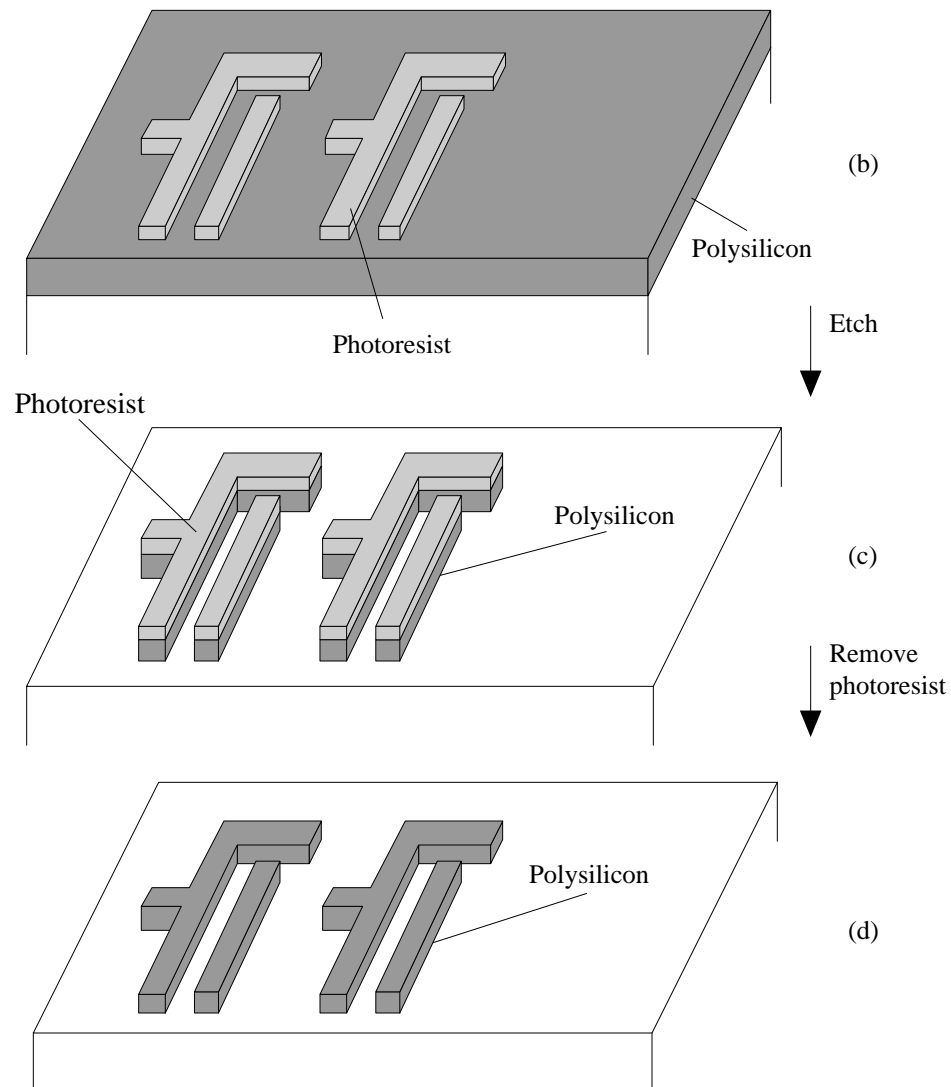 (b)
Polysilicon
Photoresist
Etch
Photoresist
Polysilicon
(c)
Remove
photoresist
Polysilicon
(d)